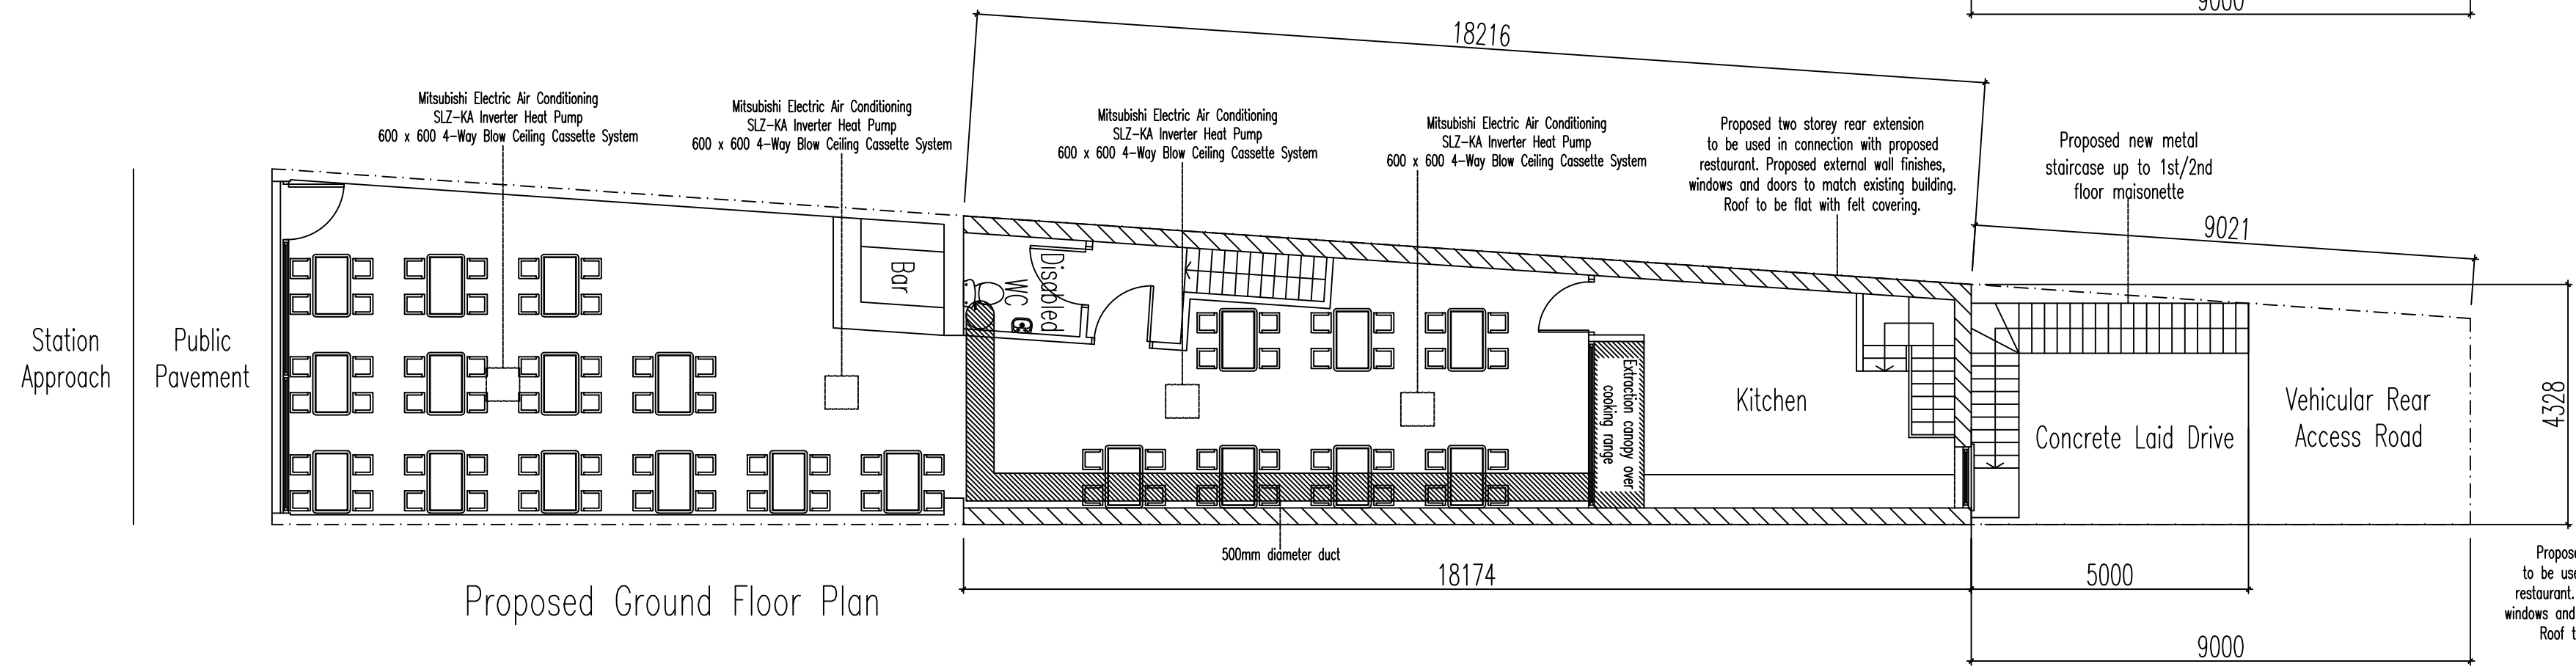 9000
18216
Mitsubishi Electric Air Conditioning
SLZ-KA Inverter Heat Pump
600 x 600 4-Way Blow Ceiling Cassette System
Mitsubishi Electric Air Conditioning
SLZ-KA Inverter Heat Pump
600 x 600 4-Way Blow Ceiling Cassette System
Mitsubishi Electric Air Conditioning
SLZ-KA Inverter Heat Pump
600 x 600 4-Way Blow Ceiling Cassette System
Mitsubishi Electric Air Conditioning
SLZ-KA Inverter Heat Pump
600 x 600 4-Way Blow Ceiling Cassette System
Proposed two storey rear extension
to be used in connection with proposed
restaurant. Proposed external wall finishes,
windows and doors to match existing building.
Roof to be flat with felt covering.
Proposed new metal
staircase up to 1st/2nd
floor maisonette
9021
Station
Approach
Public
Pavement
Bar
Disabled
WC
Extraction canopy over
cooking range
Kitchen
Concrete Laid Drive
Vehicular Rear
Access Road
4328
500mm diameter duct
18174
5000
9000
Proposed Ground Floor Plan
to be
restaurant.
windows and
Roof